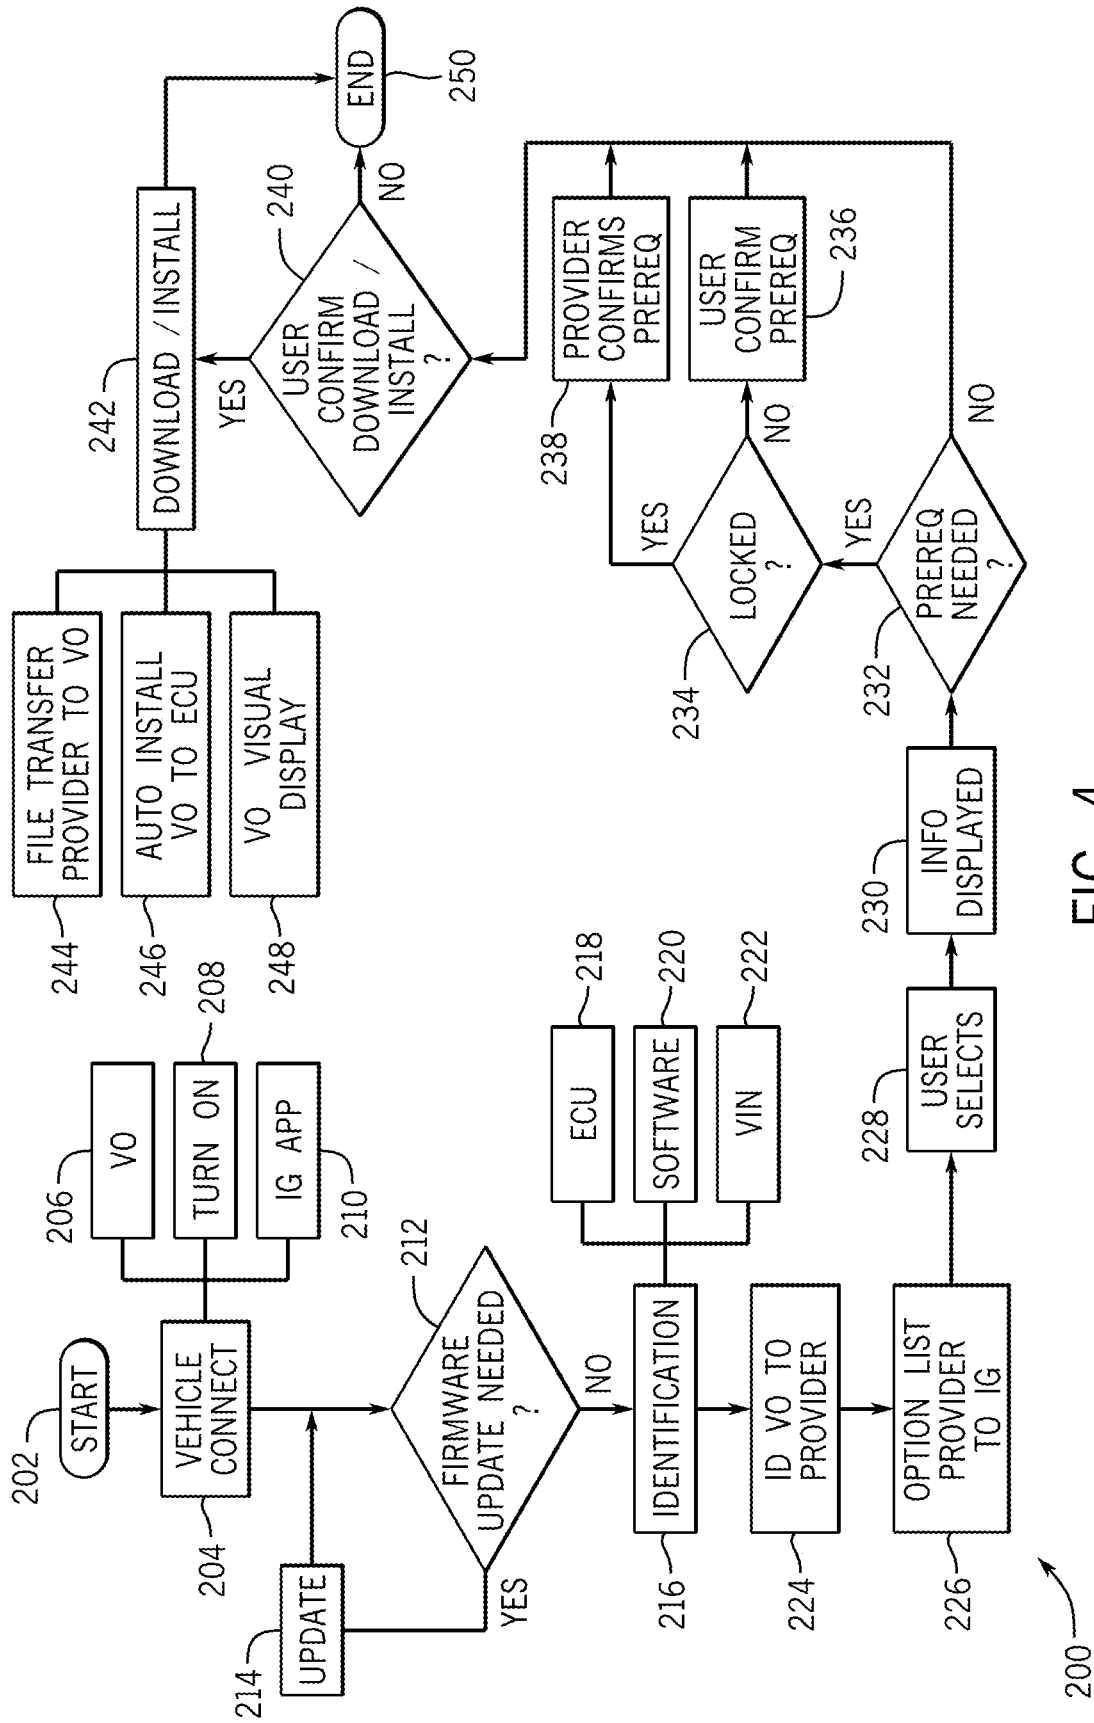 202
START
204
VEHICLE
CONNECT
206
VO
208
TURN ON
210
IG APP
212
FIRMWARE
UPDATE NEEDED
?
YES
NO
214
UPDATE
216
IDENTIFICATION
218
ECU
220
SOFTWARE
222
VIN
224
ID VO TO
PROVIDER
226
OPTION LIST
PROVIDER
TO IG
228
USER
SELECTS
230
INFO
DISPLAYED
232
PREREQ
NEEDED
?
YES
NO
234
LOCKED
?
YES
NO
236
USER
CONFIRM
PREREQ
238
PROVIDER
CONFIRMS
PREREQ
240
USER
CONFIRM
DOWNLOAD /
INSTALL
?
YES
NO
242
DOWNLOAD / INSTALL
244
FILE TRANSFER
PROVIDER TO VO
246
AUTO INSTALL
VO TO ECU
248
VO VISUAL
DISPLAY
END
250
200
FIG. 4